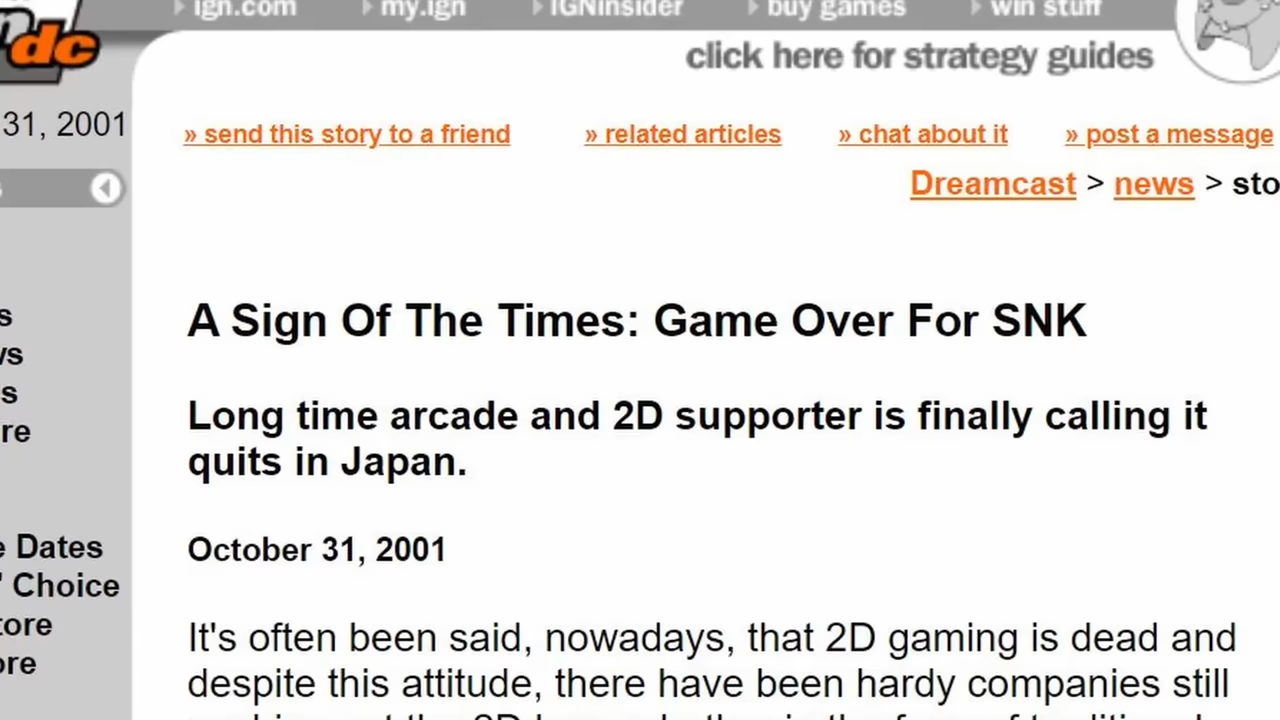 ign.com my.ign IGNinsider buy games win stuff
dc
click here for strategy guides
31, 2001
» send this story to a friend » related articles » chat about it » post a message
Dreamcast > news > sto
A Sign Of The Times: Game Over For SNK
Long time arcade and 2D supporter is finally calling it
quits in Japan.
October 31, 2001
e Dates
' Choice
tore
ore
It's often been said, nowadays, that 2D gaming is dead and
despite this attitude, there have been hardy companies still